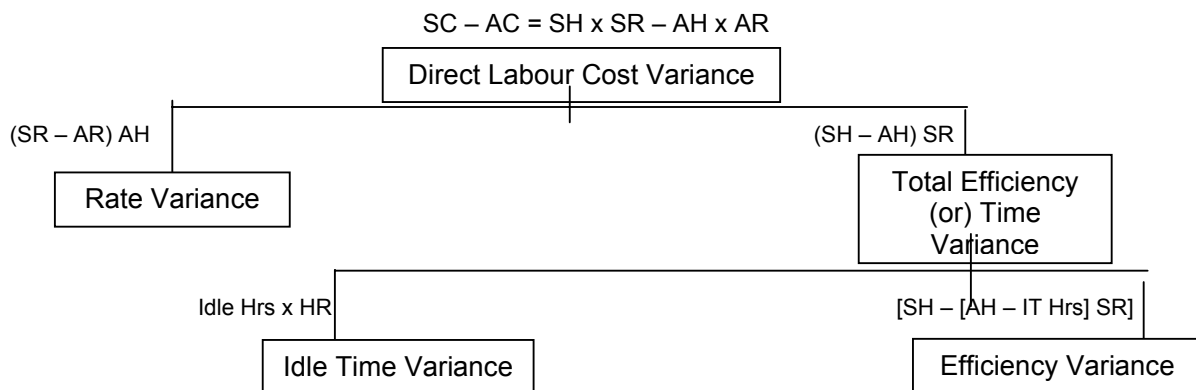 SC – AC = SH x SR – AH x AR
Direct Labour Cost Variance
(SR – AR) AH
(SH – AH) SR
Rate Variance
Total Efficiency
(or) Time
Variance
Idle Hrs x HR
[SH – [AH – IT Hrs] SR]
Idle Time Variance
Efficiency Variance